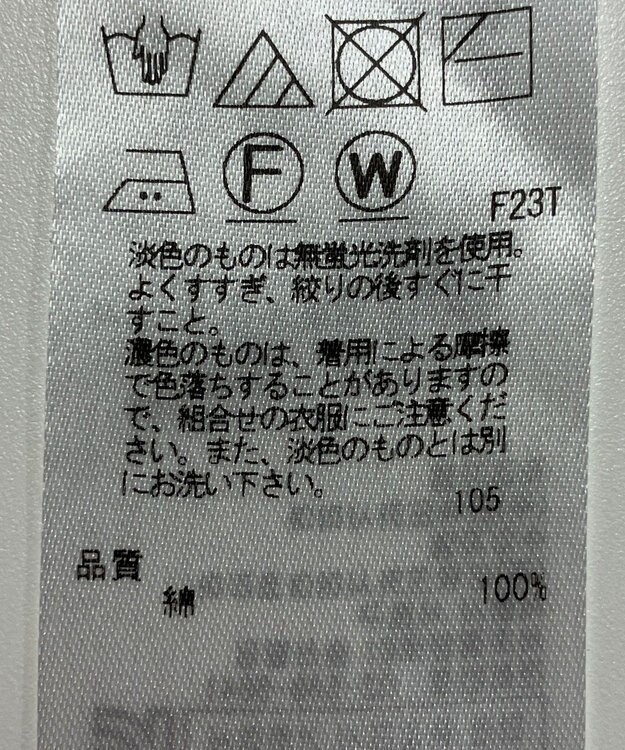 F W
F23T
淡色のものは無蛍光洗剤を使用。
よくすすぎ、絞りの後すぐに干
すこと。
濃色のものは、着用による摩擦
で色落ちすることがありますの
で、組合せの衣服にご注意くだ
さい。また、淡色のものとは別
にお洗い下さい。
105
品質
綿 100%